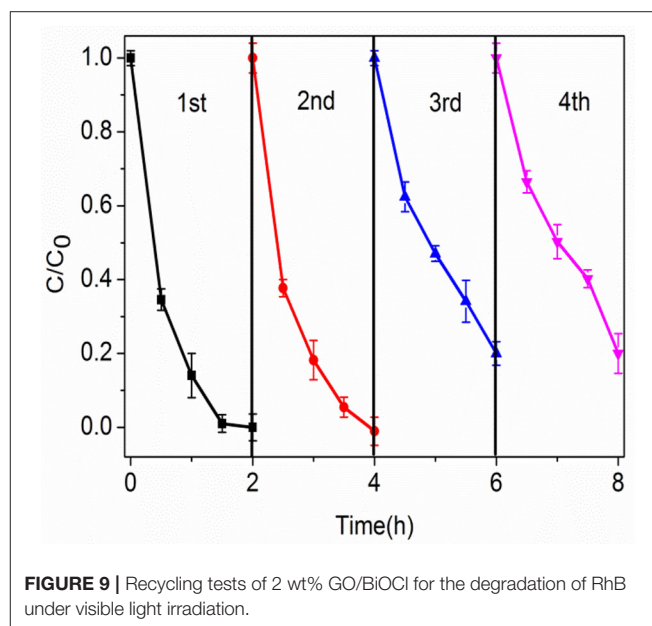 1.0
0.8
0.6
0.4
0.2
0.0
C/C0
1st
2nd
3rd
4th
0
2
4
6
8
Time(h)
FIGURE 9 | Recycling tests of 2 wt% GO/BiOCl for the degradation of RhB
under visible light irradiation.